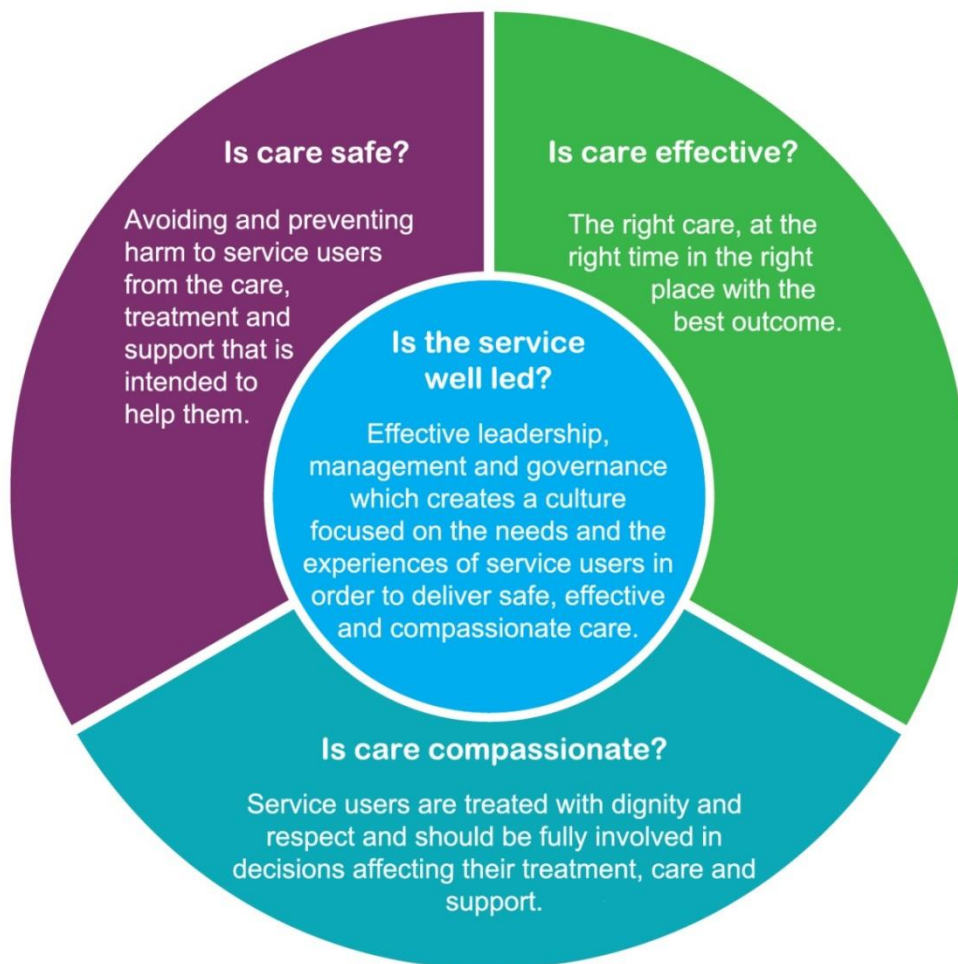 Is care safe?
Avoiding and preventing
harm to service users
from the care,
treatment and
support that is
intended to
help them.
Is care effective?
The right care, at the
right time in the right
place with the
best outcome.
Is the service
well led?
Effective leadership,
management and governance
which creates a culture
focused on the needs and the
experiences of service users in
order to deliver safe, effective
and compassionate care.
Is care compassionate?
Service users are treated with dignity and
respect and should be fully involved in
decisions affecting their treatment, care and
support.